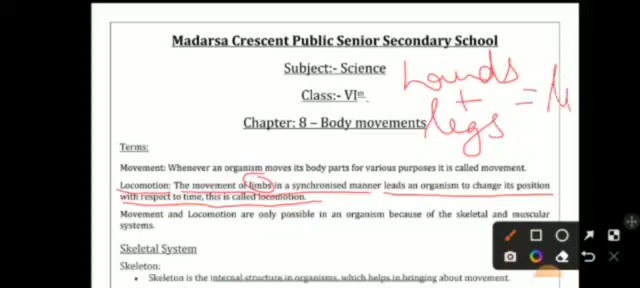 Madarsa Crescent Public Senior Secondary School
Subject:- Science
Class:- VIth
Chapter: 8 – Body movements
hands
+
legs
=
Terms:
Movement: Whenever an organism moves its body parts for various purposes it is called movement.
Locomotion: The movement of limbs in a synchronised manner leads an organism to change its position
with respect to time, this is called locomotion.
Movement and Locomotion are only possible in an organism because of the skeletal and muscular
systems.
Skeletal System
Skeleton:
• Skeleton is the internal structure in organisms, which helps in bringing about movement.